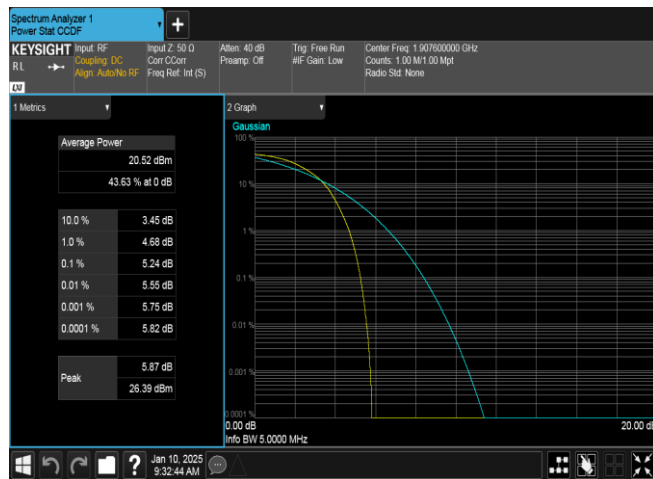 Spectrum Analyzer 1
Power Stat CCDF
+
KEYSIGHT Input: RF Input Z: 50 Ω Atten: 40 dB Trig: Free Run Center Freq: 1.907600000 GHz
RL Coupling: DC Corr CCorr Preamp: Off #IF Gain: Low Counts: 1.00 M/1.00 Mpt
Align: Auto/No RF Freq Ref: Int (S) Radio Std: None
LXI
1 Metrics
Average Power
20.52 dBm
43.63 % at 0 dB
10.0 % 3.45 dB
1.0 % 4.68 dB
0.1 % 5.24 dB
0.01 % 5.55 dB
0.001 % 5.75 dB
0.0001 % 5.82 dB
Peak
5.87 dB
26.39 dBm
2 Graph
Gaussian
100 %
10 %
1 %
0.1 %
0.01 %
0.001 %
0.0001 %
0.00 dB 20.00 dB
Info BW 5.0000 MHz
? Jan 10, 2025
9:32:44 AM